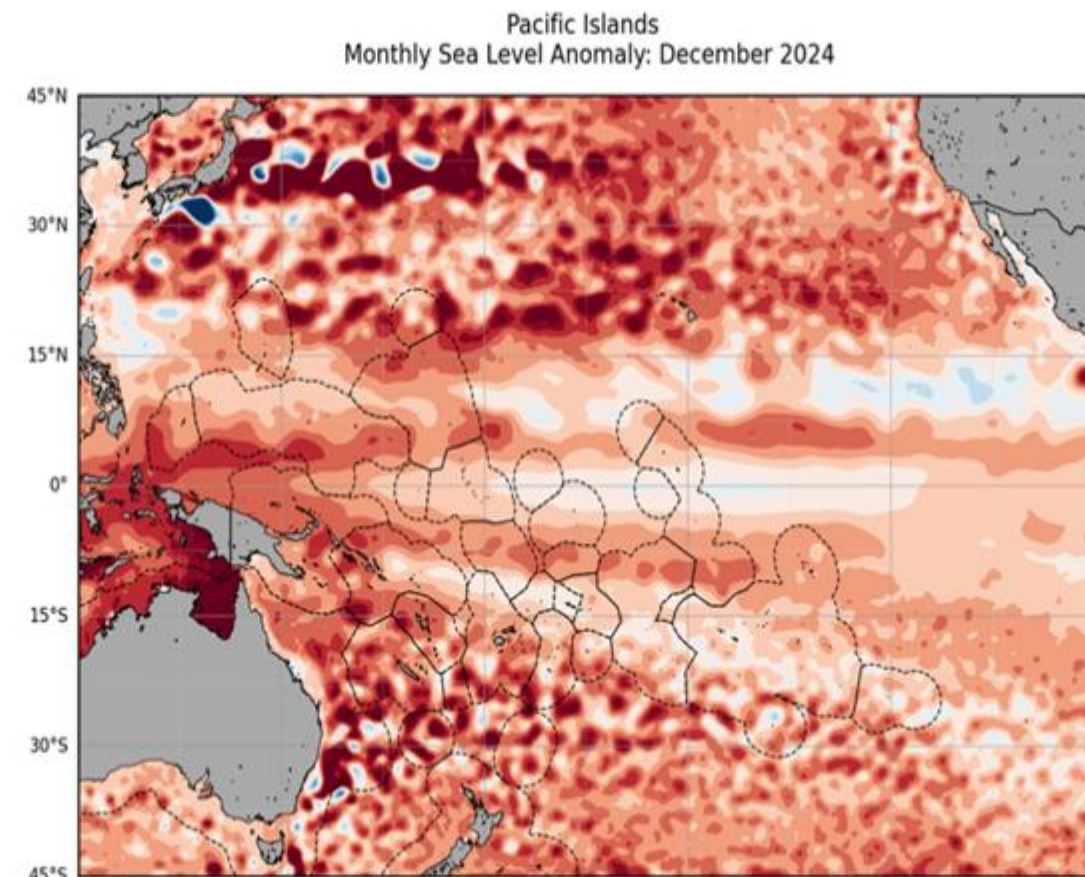 Pacific Islands
Monthly Sea Level Anomaly: December 2024
45°N
30°N
15°N
0°
15°S
30°S
45°S